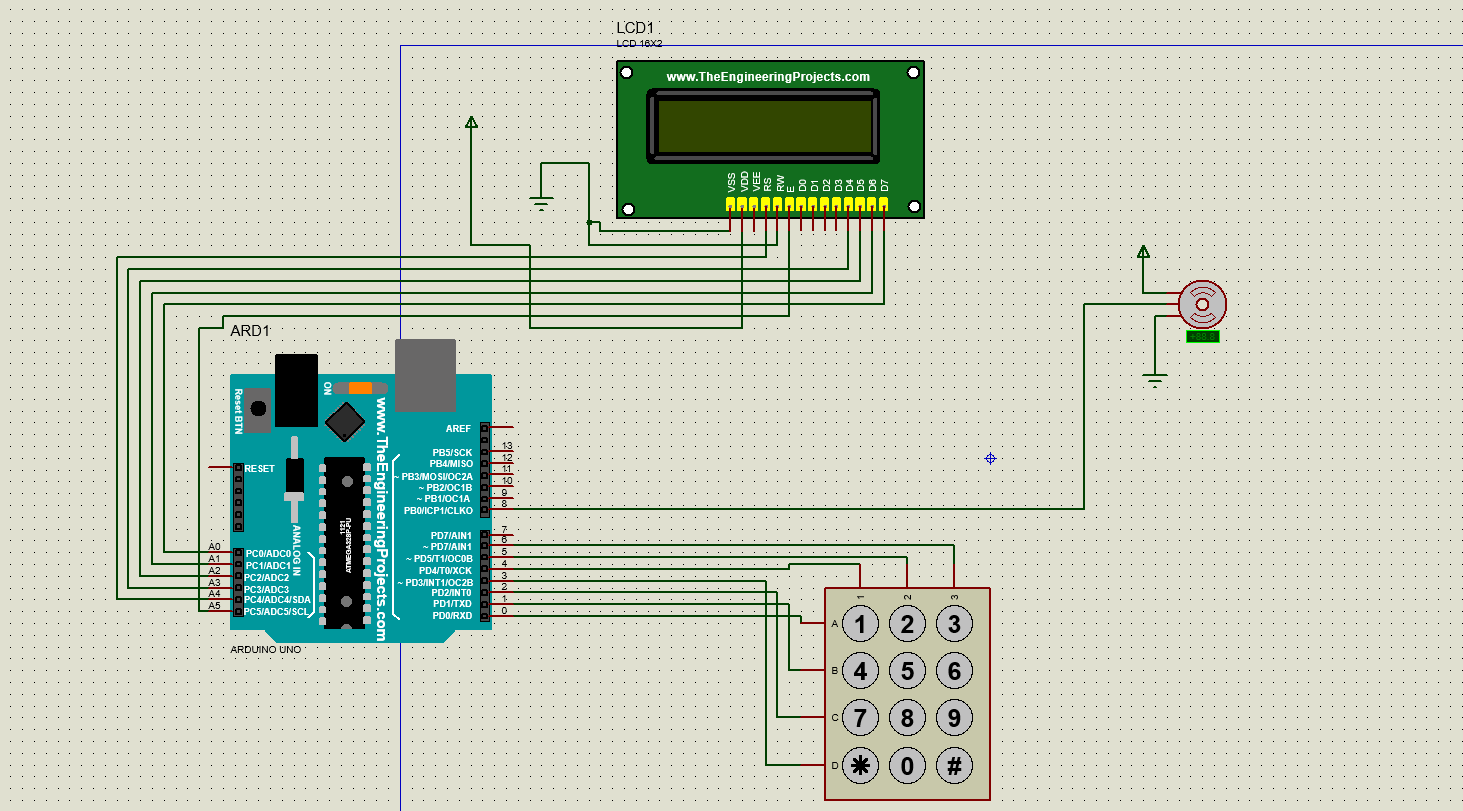 LCD1
LCD 16X2
www.TheEngineeringProjects.com
VSS
VDD
VEE
RS
RW
E
D0
D1
D2
D3
D4
D5
D6
D7
ARD1
Reset BTN
ON
www.TheEngineeringProjects.com
AREF
13
PB5/SCK
12
PB4/MISO
11
~ PB3/MOSI/OC2A
10
~ PB2/OC1B
9
~ PB1/OC1A
8
PB0/ICP1/CLKO
RESET
1121
ATMEGA328P-PU
ANALOG IN
7
PD7/AIN1
6
~ PD7/AIN1
5
~ PD5/T1/OC0B
4
PD4/T0/XCK
3
~ PD3/INT1/OC2B
2
PD2/INT0
1
PD1/TXD
0
PD0/RXD
A0
PC0/ADC0
A1
PC1/ADC1
A2
PC2/ADC2
A3
PC3/ADC3
A4
PC4/ADC4/SDA
A5
PC5/ADC5/SCL
ARDUINO UNO
1
2
3
A
1 2 3
B
4 5 6
C
7 8 9
D
* 0 #